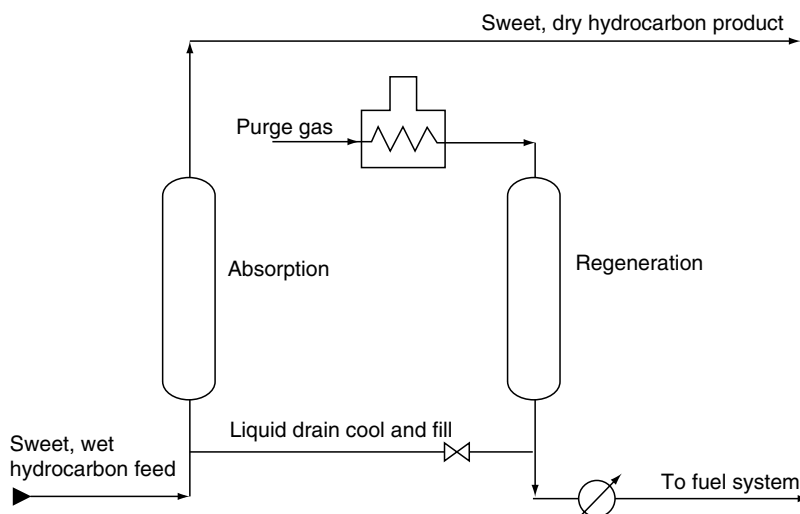 Sweet, dry hydrocarbon product
Purge gas
Absorption
Regeneration
Liquid drain cool and fill
Sweet, wet
hydrocarbon feed
To fuel system